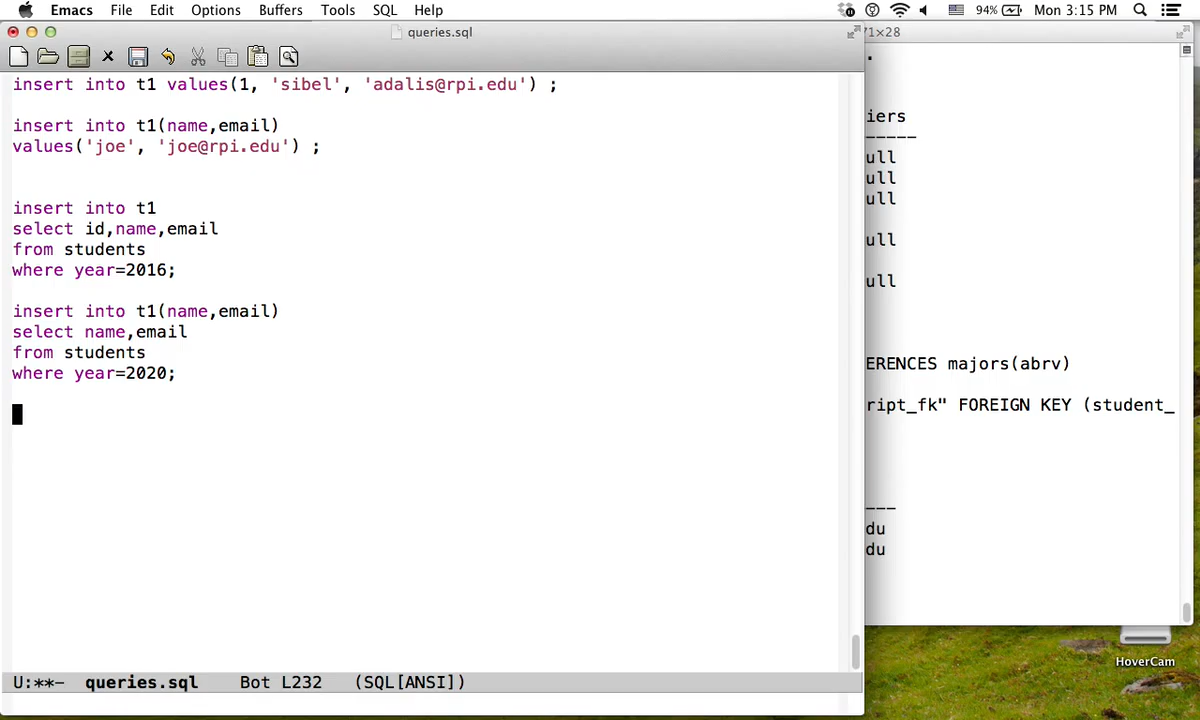 Emacs File Edit Options Buffers Tools SQL Help 94% Mon 3:15 PM
queries.sql
71×28
insert into t1 values(1, 'sibel', 'adalis@rpi.edu') ;
insert into t1(name,email)
values('joe', 'joe@rpi.edu') ;
insert into t1
select id,name,email
from students
where year=2016;
insert into t1(name,email)
select name,email
from students
where year=2020;
U:**- queries.sql Bot L232 (SQL[ANSI])
.
iers
-----
ull
ull
ull
ull
ull
ERENCES majors(abrv)
ript_fk" FOREIGN KEY (student_
---
du
du
HoverCam